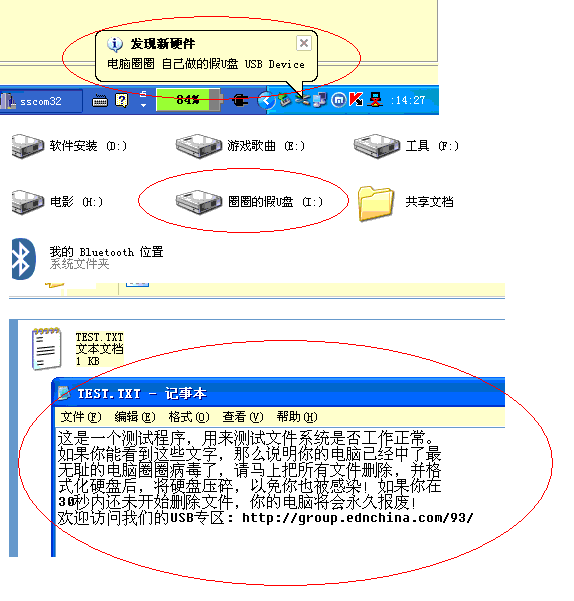 发现新硬件
电脑圈圈 自己做的假U盘 USB Device
sscom32
84%
14:27
软件安装 (D:)
游戏歌曲 (E:)
工具 (F:)
电影 (H:)
圈圈的假U盘 (I:)
共享文档
我的 Bluetooth 位置
系统文件夹
TEST.TXT
文本文档
1 KB
TEST.TXT - 记事本
文件(F) 编辑(E) 格式(O) 查看(V) 帮助(H)
这是一个测试程序，用来测试文件系统是否工作正常。
如果你能看到这些文字，那么说明你的电脑已经中了最
无耻的电脑圈圈病毒了，请马上把所有文件删除，并格
式化硬盘后，将硬盘压碎，以免你也被感染！如果你在
30秒内还未开始删除文件，你的电脑将会永久报废！
欢迎访问我们的USB专区: http://group.ednchina.com/93/